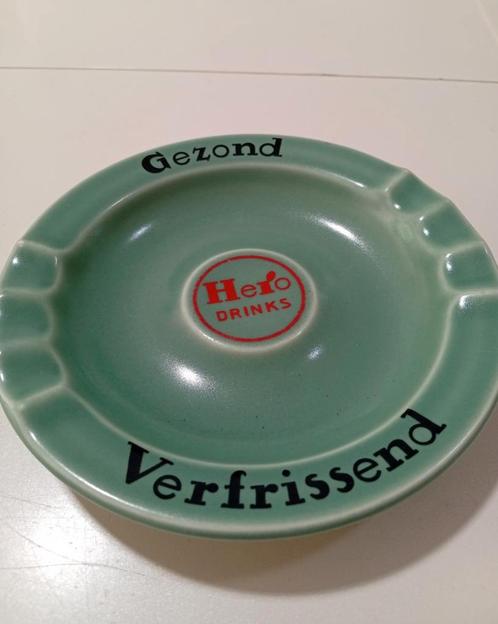 Gezond
Hero
DRINKS
Verfrissend